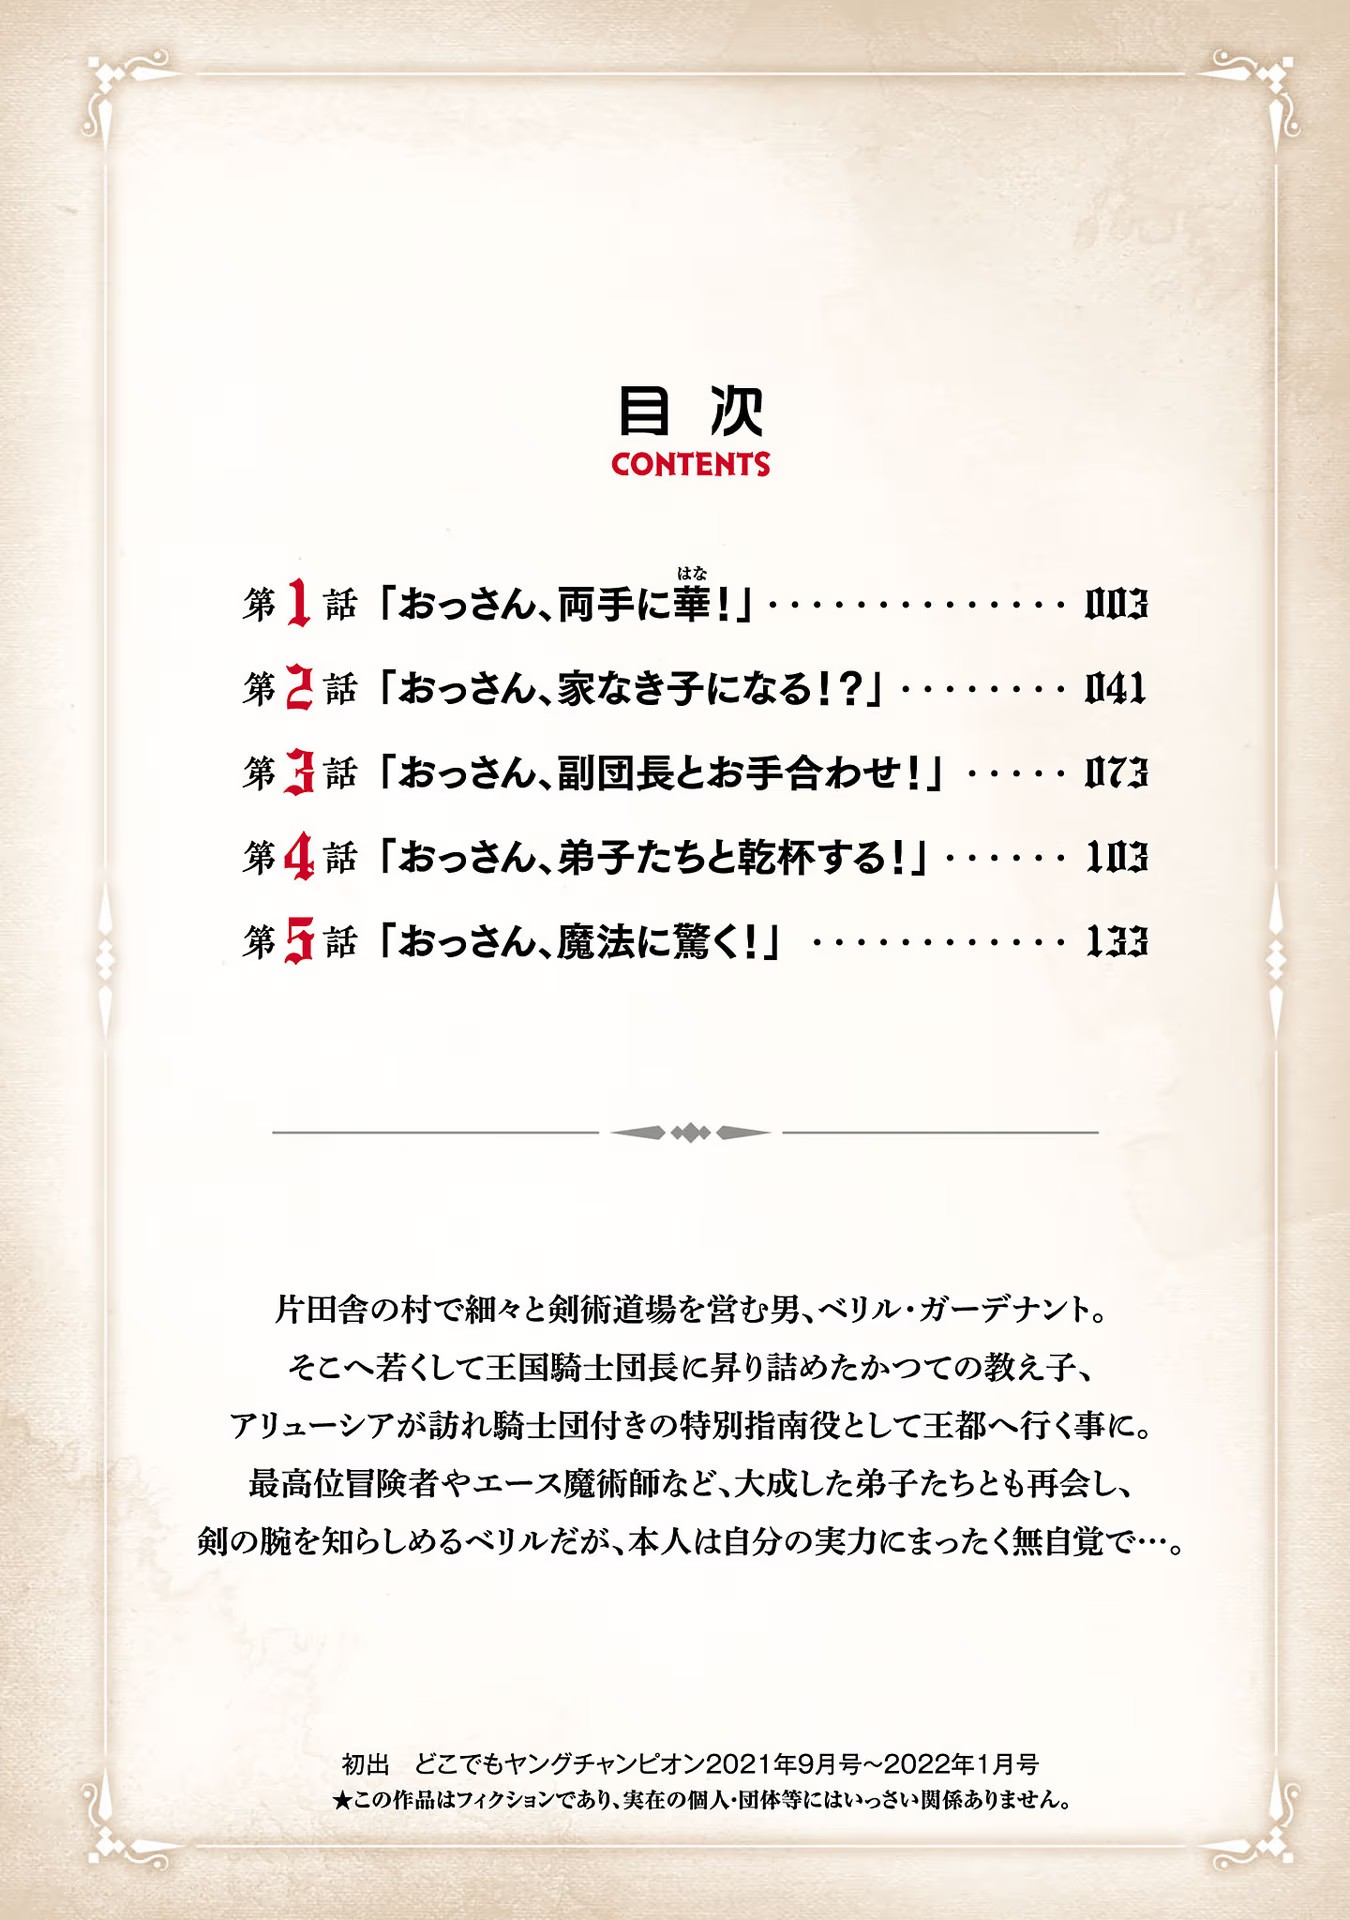 目次
CONTENTS
第1話「おっさん、両手に華！」・・・・・・・・・・・・・・ 003
はな
第2話「おっさん、家なき子になる！？」・・・・・・・・ 041
第3話「おっさん、副団長とお手合わせ！」・・・・・ 073
第4話「おっさん、弟子たちと乾杯する！」・・・・・・ 103
第5話「おっさん、魔法に驚く！」・・・・・・・・・・・・ 133
片田舎の村で細々と剣術道場を営む男、ベリル・ガーデナント。
そこへ若くして王国騎士団長に昇り詰めたかつての教え子、
アリューシアが訪れ騎士団付きの特別指南役として王都へ行く事に。
最高位冒険者やエース魔術師など、大成した弟子たちとも再会し、
剣の腕を知らしめるベリルだが、本人は自分の実力にまったく無自覚で…。
初出　どこでもヤングチャンピオン2021年9月号～2022年1月号
★この作品はフィクションであり、実在の個人・団体等にはいっさい関係ありません。